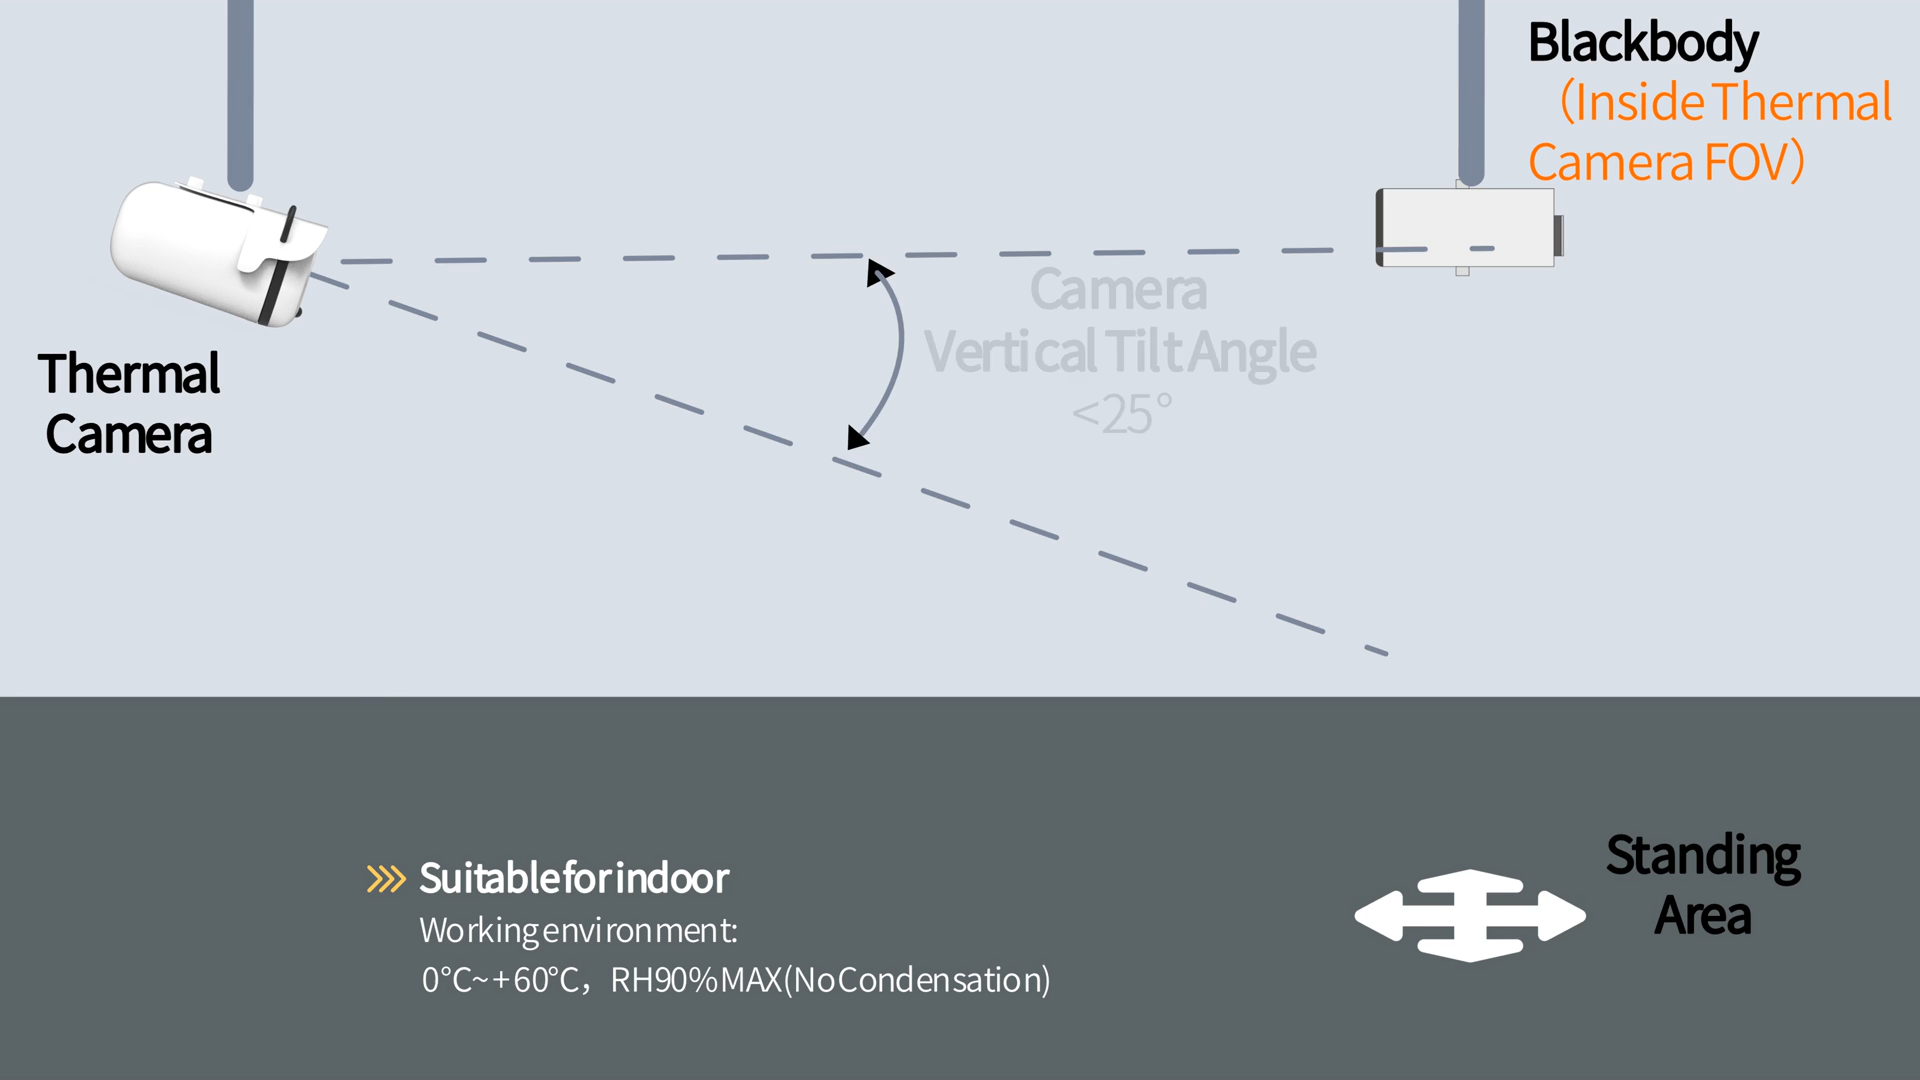 Blackbody
（Inside Thermal
Camera FOV）
Camera
Vertical Tilt Angle
<25°
Thermal
Camera
Suitable for indoor
Working environment:
0°C~+60°C，RH90%MAX(No Condensation)
Standing
Area